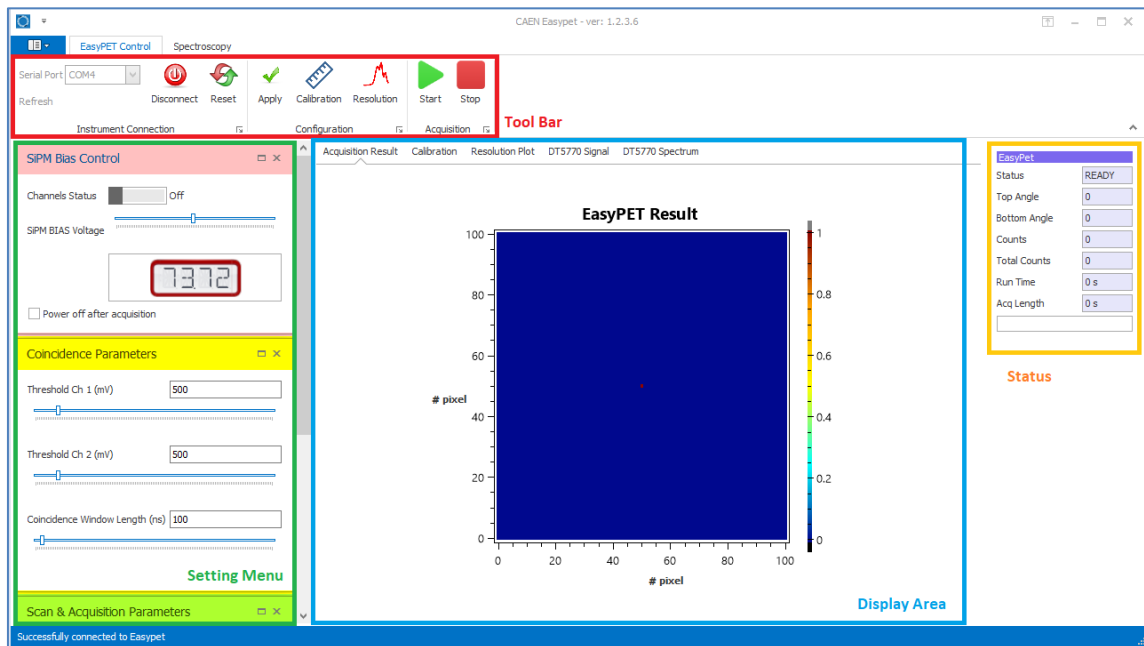 CAEN Easypet - ver: 1.2.3.6
EasyPET Control Spectroscopy
Serial Port COM4
Refresh
Disconnect Reset Apply Calibration Resolution Start Stop
Instrument Connection Configuration Acquisition
Tool Bar
SiPM Bias Control
Channels Status Off
SiPM BIAS Voltage
73.72
Power off after acquisition
Coincidence Parameters
Threshold Ch 1 (mV) 500
Threshold Ch 2 (mV) 500
Coincidence Window Length (ns) 100
Setting Menu
Scan & Acquisition Parameters
Acquisition Result Calibration Resolution Plot DT5770 Signal DT5770 Spectrum
EasyPET Result
100
80
60
40
20
0
# pixel
0 20 40 60 80 100
# pixel
1
0.8
0.6
0.4
0.2
0
Display Area
EasyPet
Status READY
Top Angle 0
Bottom Angle 0
Counts 0
Total Counts 0
Run Time 0 s
Acq Length 0 s
Status
Successfully connected to Easypet